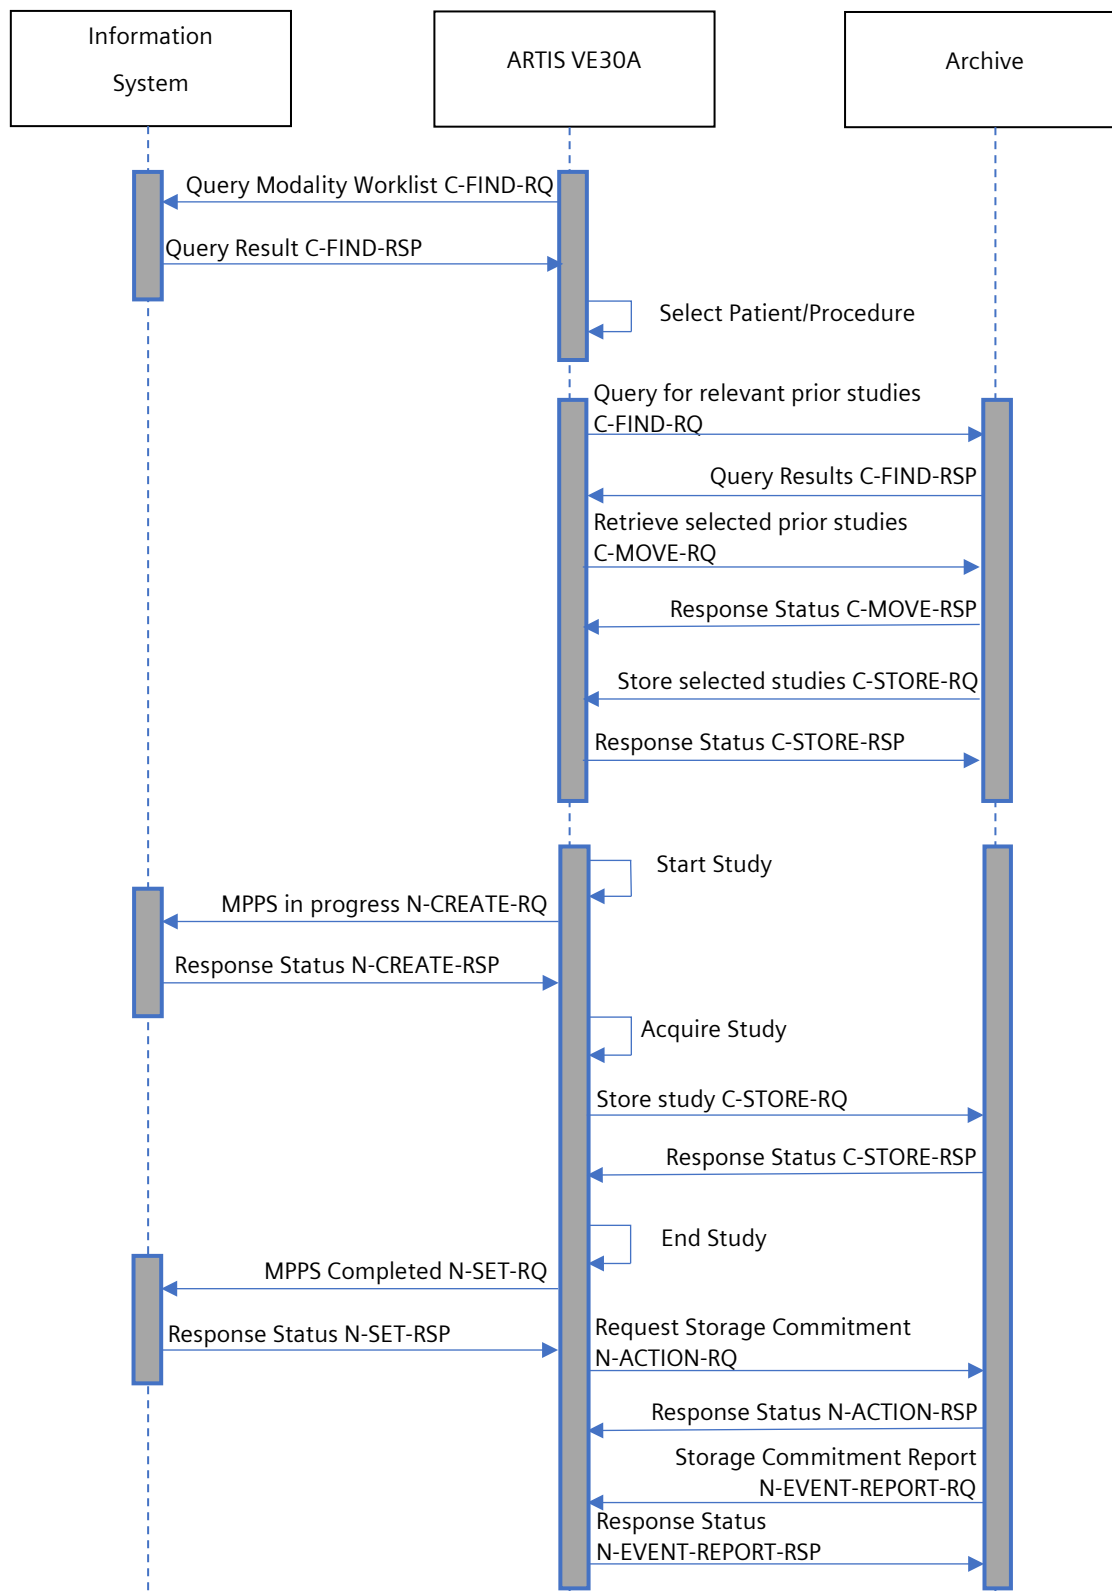 Information
System
ARTIS VE30A
Archive
Query Modality Worklist C-FIND-RQ
Query Result C-FIND-RSP
Select Patient/Procedure
Query for relevant prior studies
C-FIND-RQ
Query Results C-FIND-RSP
Retrieve selected prior studies
C-MOVE-RQ
Response Status C-MOVE-RSP
Store selected studies C-STORE-RQ
Response Status C-STORE-RSP
Start Study
MPPS in progress N-CREATE-RQ
Response Status N-CREATE-RSP
Acquire Study
Store study C-STORE-RQ
Response Status C-STORE-RSP
End Study
MPPS Completed N-SET-RQ
Response Status N-SET-RSP
Request Storage Commitment
N-ACTION-RQ
Response Status N-ACTION-RSP
Storage Commitment Report
N-EVENT-REPORT-RQ
Response Status
N-EVENT-REPORT-RSP